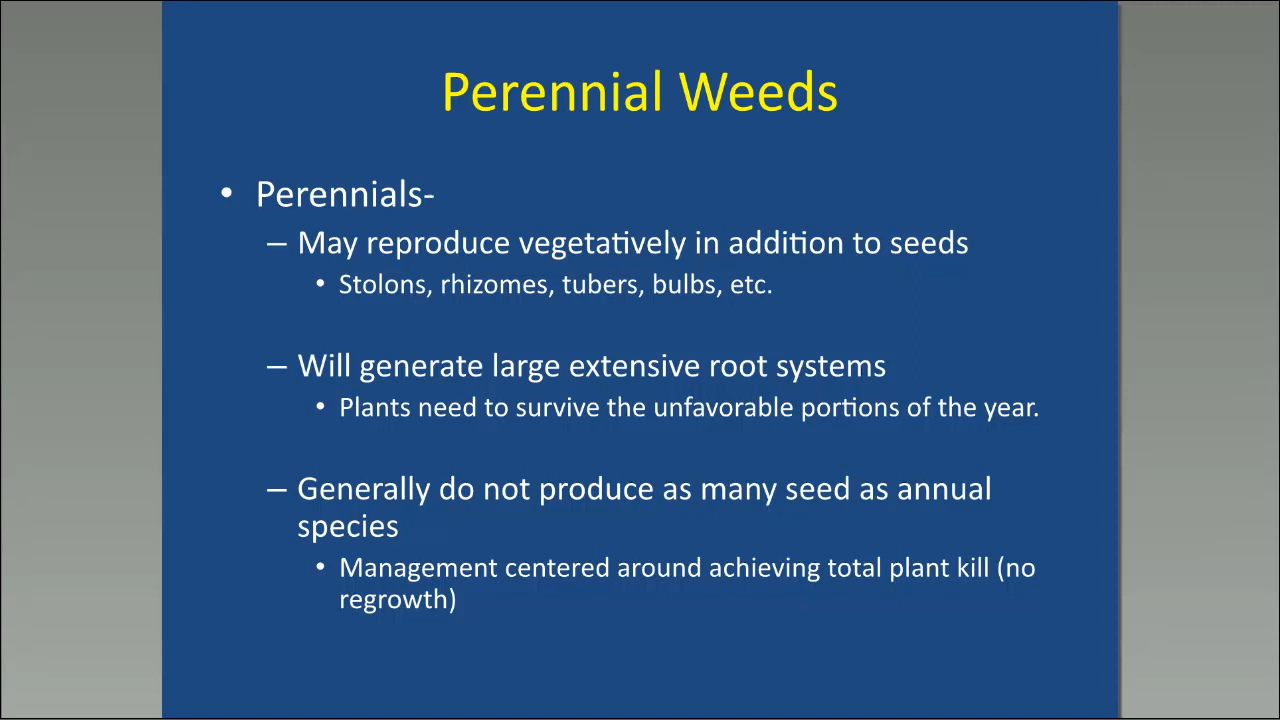 Perennial Weeds
• Perennials-
– May reproduce vegetatively in addition to seeds
• Stolons, rhizomes, tubers, bulbs, etc.
– Will generate large extensive root systems
• Plants need to survive the unfavorable portions of the year.
– Generally do not produce as many seed as annual
species
• Management centered around achieving total plant kill (no
regrowth)